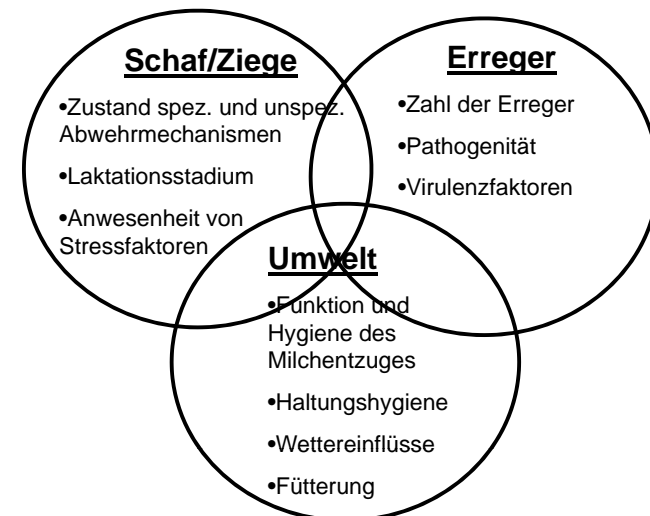 Schaf/Ziege
•Zustand spez. und unspez.
Abwehrmechanismen
•Laktationsstadium
•Anwesenheit von
Stressfaktoren
Erreger
•Zahl der Erreger
•Pathogenität
•Virulenzfaktoren
Umwelt
•Funktion und
Hygiene des
Milchentzuges
•Haltungshygiene
•Wettereinflüsse
•Fütterung